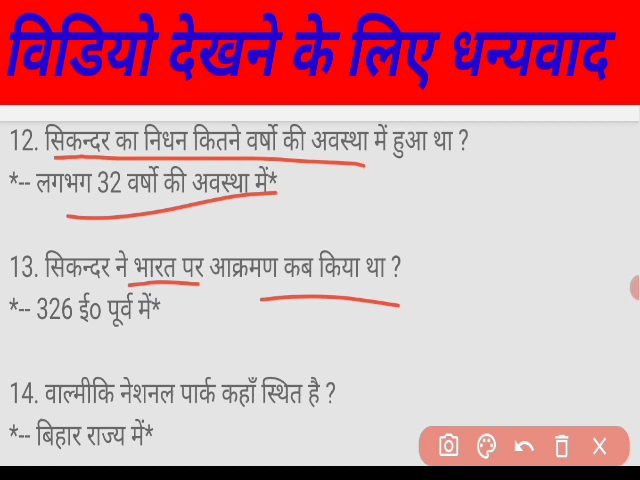 विडियो देखने के लिए धन्यवाद
12. सिकन्दर का निधन कितने वर्षो की अवस्था में हुआ था ?
*-- लगभग 32 वर्षो की अवस्था में*
13. सिकन्दर ने भारत पर आक्रमण कब किया था ?
*-- 326 ई० पूर्व में*
14. वाल्मीकि नेशनल पार्क कहाँ स्थित है ?
*-- बिहार राज्य में*